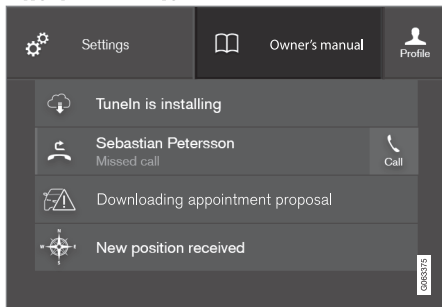 Settings
Owner's manual
Profile
TuneIn is installing
Sebastian Petersson
Missed call
Call
Downloading appointment proposal
New position received
G063375